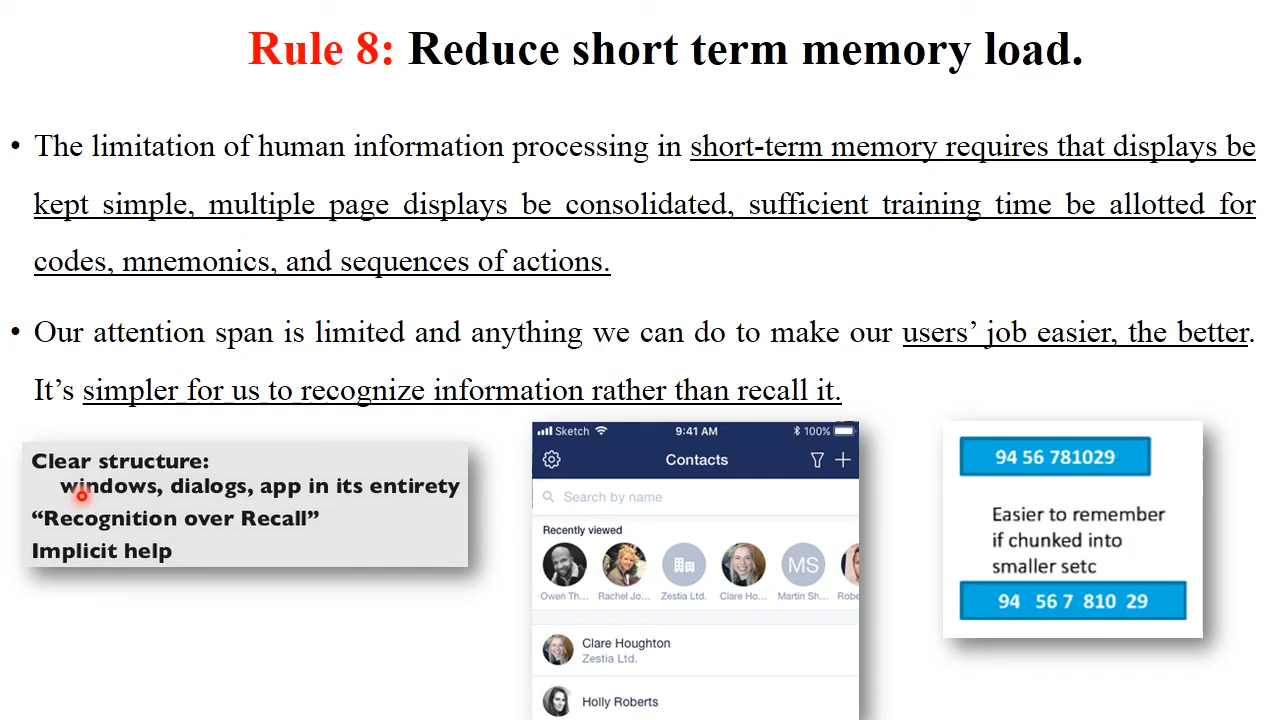 Rule 8: Reduce short term memory load.
• The limitation of human information processing in short-term memory requires that displays be
kept simple, multiple page displays be consolidated, sufficient training time be allotted for
codes, mnemonics, and sequences of actions.
• Our attention span is limited and anything we can do to make our users’ job easier, the better.
It’s simpler for us to recognize information rather than recall it.
Clear structure:
windows, dialogs, app in its entirety
“Recognition over Recall”
Implicit help
Sketch 9:41 AM 100%
Contacts
Search by name
Recently viewed
MS
Owen Th... Rachel Jo... Zestia Ltd. Clare Ho... Martin Sh... Robe
Clare Houghton
Zestia Ltd.
Holly Roberts
94 56 781029
Easier to remember
if chunked into
smaller setc
94 56 7 810 29